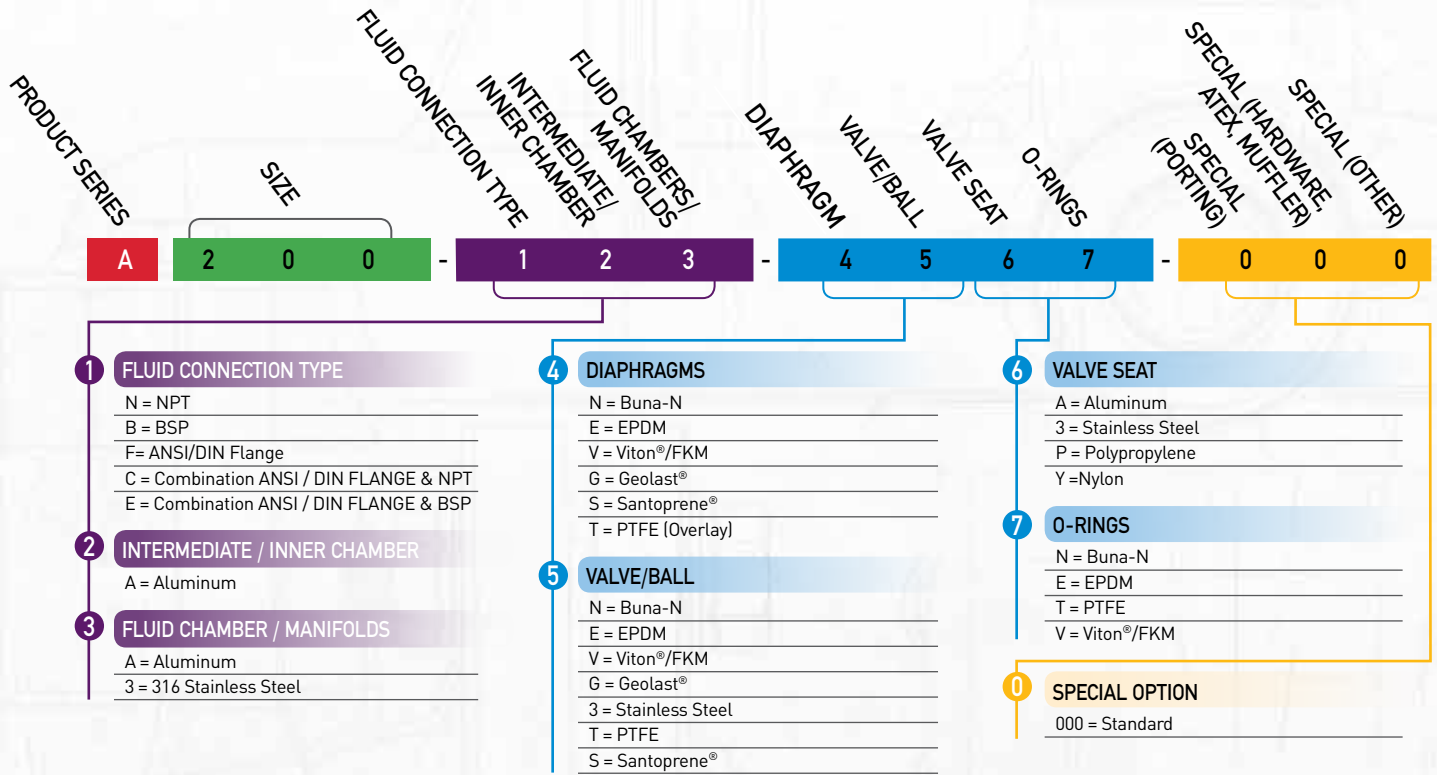 PRODUCT SERIES
SIZE
FLUID CONNECTION TYPE
INTERMEDIATE/
INNER CHAMBER
FLUID CHAMBERS/
MANIFOLDS
DIAPHRAGM
VALVE/BALL
VALVE SEAT
O-RINGS
SPECIAL
(PORTING)
SPECIAL (HARDWARE,
ATEX, MUFFLER)
SPECIAL (OTHER)
A 2 0 0 - 1 2 3 - 4 5 6 7 - 0 0 0
1 FLUID CONNECTION TYPE
N = NPT
B = BSP
F= ANSI/DIN Flange
C = Combination ANSI / DIN FLANGE & NPT
E = Combination ANSI / DIN FLANGE & BSP
2 INTERMEDIATE / INNER CHAMBER
A = Aluminum
3 FLUID CHAMBER / MANIFOLDS
A = Aluminum
3 = 316 Stainless Steel
4 DIAPHRAGMS
N = Buna-N
E = EPDM
V = Viton®/FKM
G = Geolast®
S = Santoprene®
T = PTFE (Overlay)
5 VALVE/BALL
N = Buna-N
E = EPDM
V = Viton®/FKM
G = Geolast®
3 = Stainless Steel
T = PTFE
S = Santoprene®
6 VALVE SEAT
A = Aluminum
3 = Stainless Steel
P = Polypropylene
Y =Nylon
7 O-RINGS
N = Buna-N
E = EPDM
T = PTFE
V = Viton®/FKM
0 SPECIAL OPTION
000 = Standard